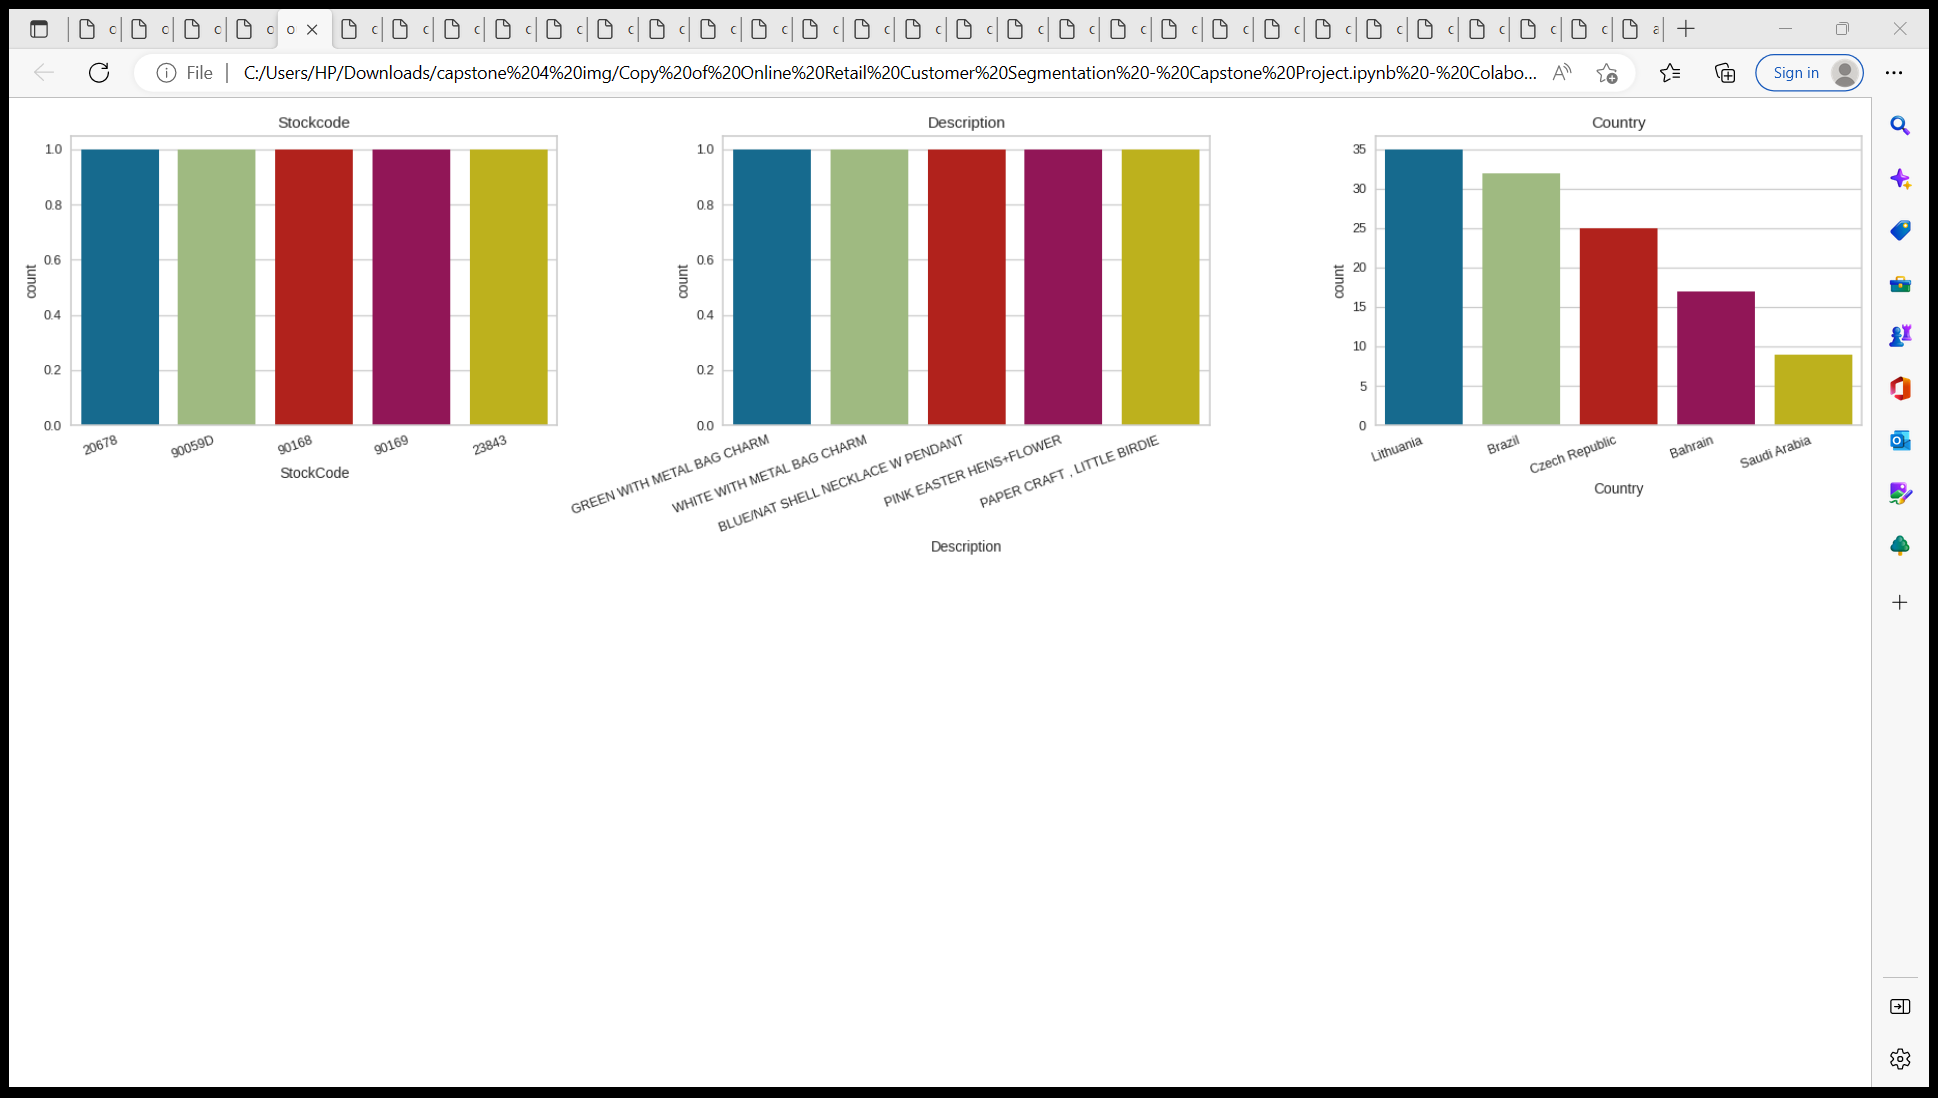 File
C:/Users/HP/Downloads/capstone%204%20img/Copy%20of%20Online%20Retail%20Customer%20Segmentation%20-%20Capstone%20Project.ipynb%20-%20Colabo...
Sign in
Stockcode
count
1.0
0.8
0.6
0.4
0.2
0.0
20678
90059D
90168
90169
23843
StockCode
Description
count
1.0
0.8
0.6
0.4
0.2
0.0
GREEN WITH METAL BAG CHARM
WHITE WITH METAL BAG CHARM
BLUE/NAT SHELL NECKLACE W PENDANT
PINK EASTER HENS+FLOWER
PAPER CRAFT , LITTLE BIRDIE
Description
Country
count
35
30
25
20
15
10
5
0
Lithuania
Brazil
Czech Republic
Bahrain
Saudi Arabia
Country